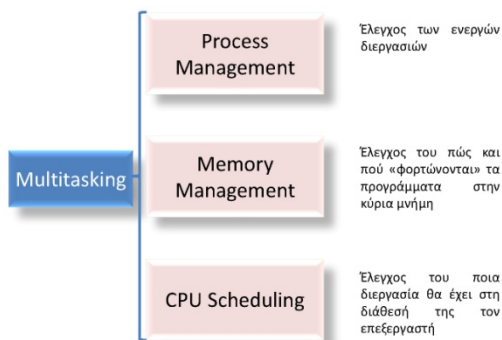 Process
Management
Έλεγχος των ενεργών
διεργασιών
Multitasking
Memory
Management
Έλεγχος του πώς και
πού «φορτώνονται» τα
προγράμματα στην
κύρια μνήμη
CPU Scheduling
Έλεγχος του ποια
διεργασία θα έχει στη
διάθεσή της τον
επεξεργαστή